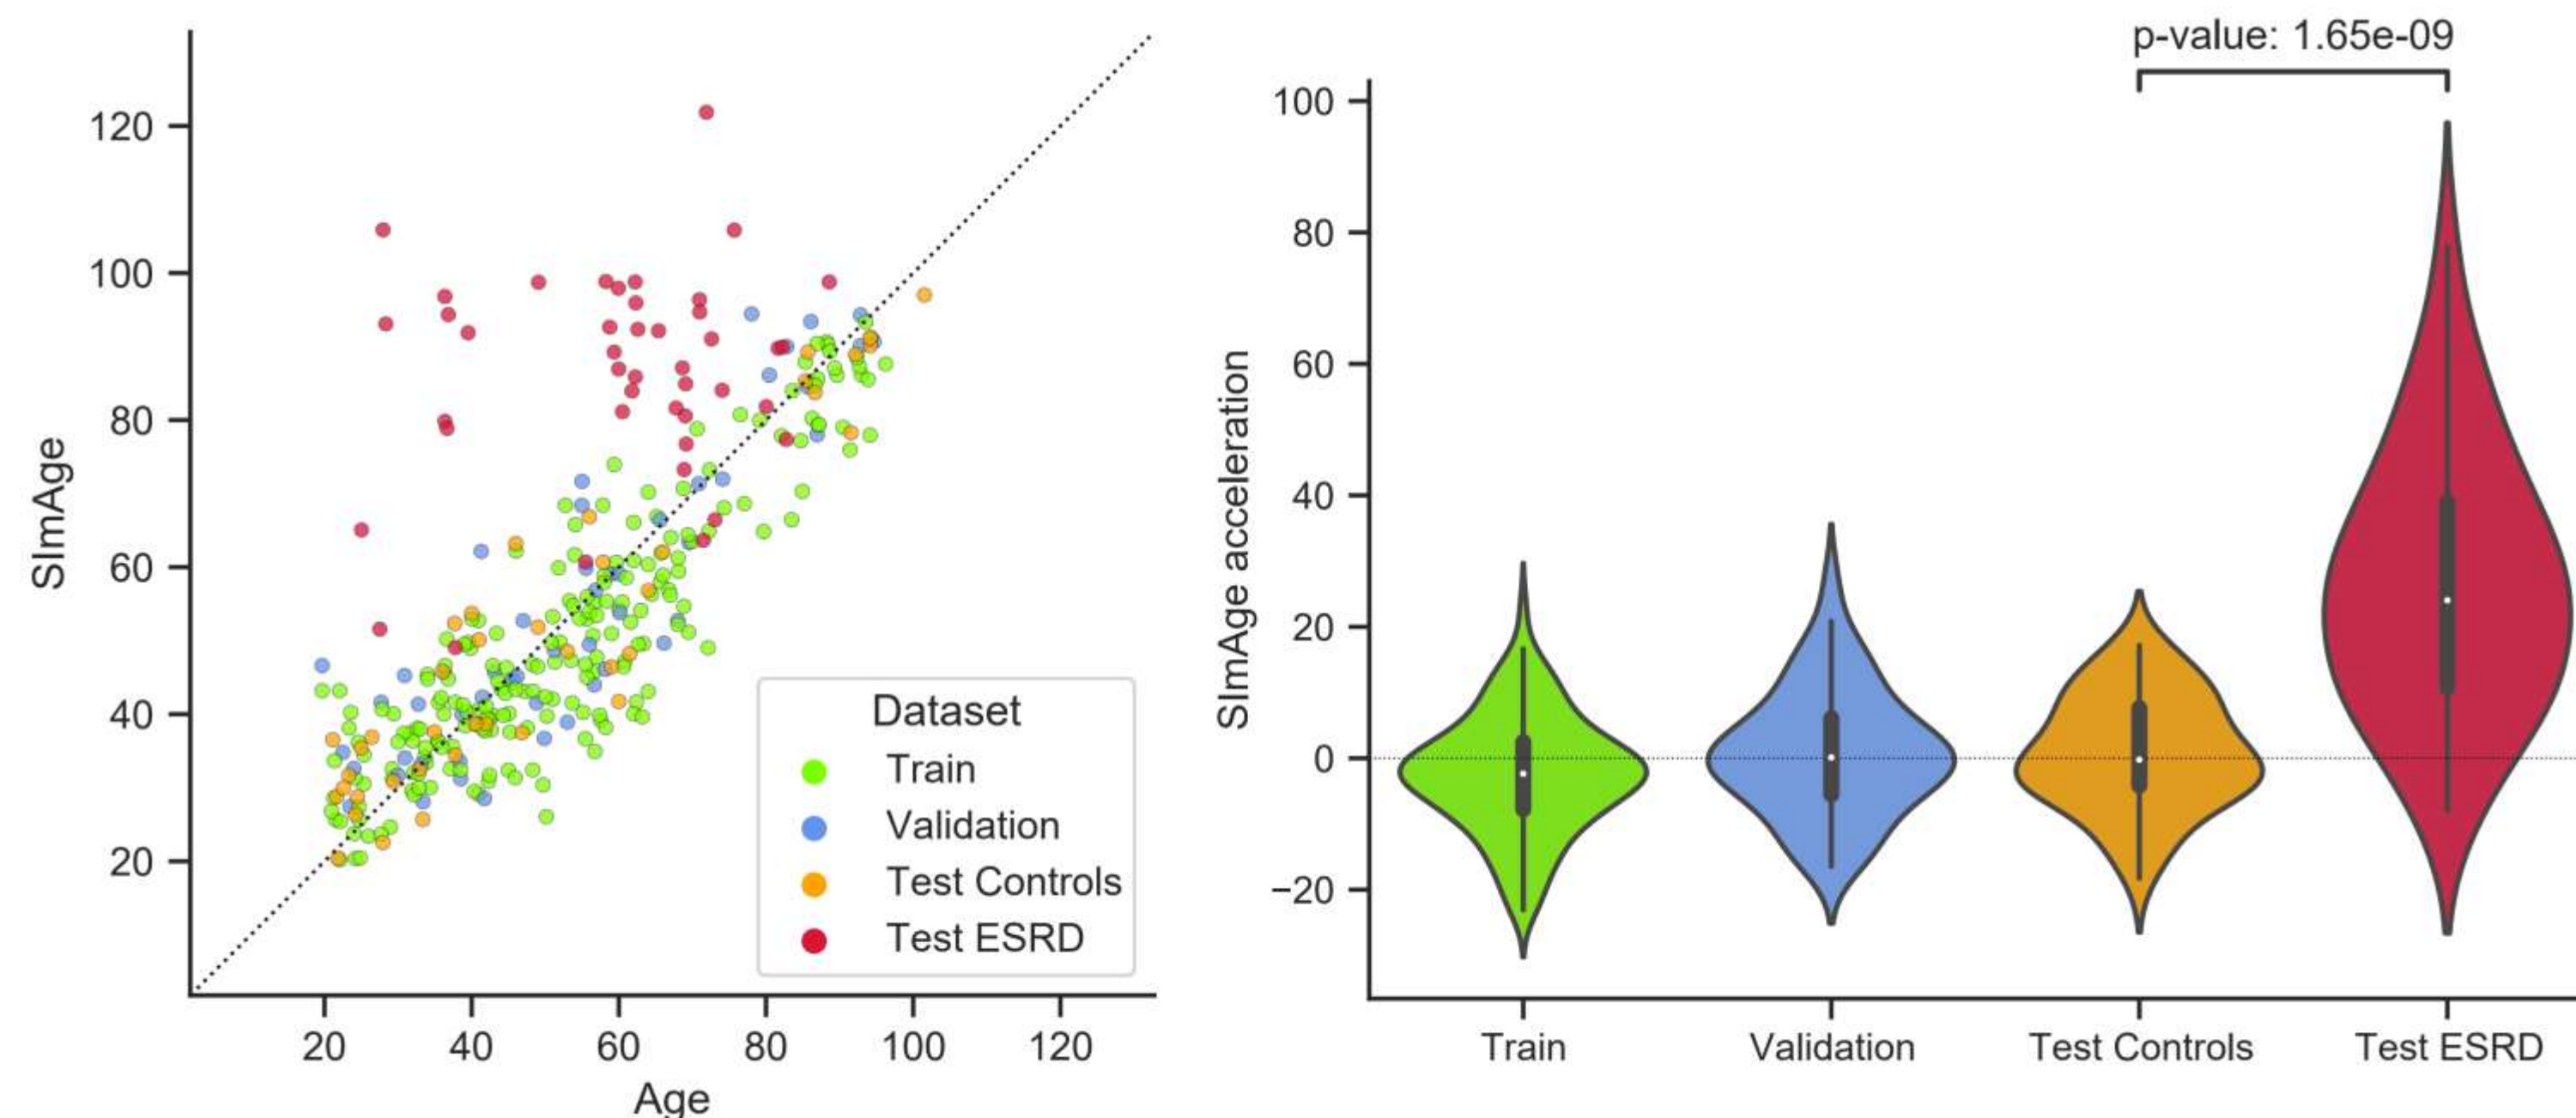 SImAge
120
100
80
60
40
20
20 40 60 80 100 120
Age
Dataset
Train
Validation
Test Controls
Test ESRD
p-value: 1.65e-09
SImAge acceleration
100
80
60
40
20
0
−20
Train Validation Test Controls Test ESRD